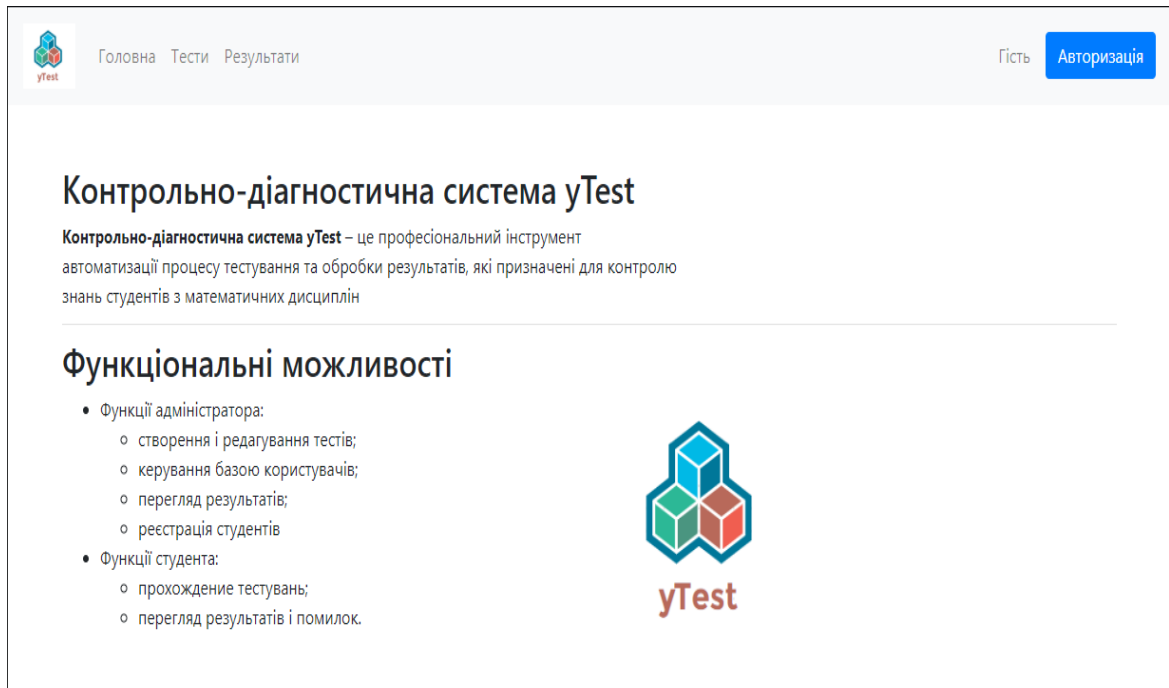 yTest
Головна Тести Результати
Гість Авторизація
Контрольно-діагностична система yTest
Контрольно-діагностична система yTest – це професіональний інструмент
автоматизації процесу тестування та обробки результатів, які призначені для контролю
знань студентів з математичних дисциплін
Функціональні можливості
Функції адміністратора:
створення і редагування тестів;
керування базою користувачів;
перегляд результатів;
реєстрація студентів
Функції студента:
прохождение тестувань;
перегляд результатів і помилок.
yTest